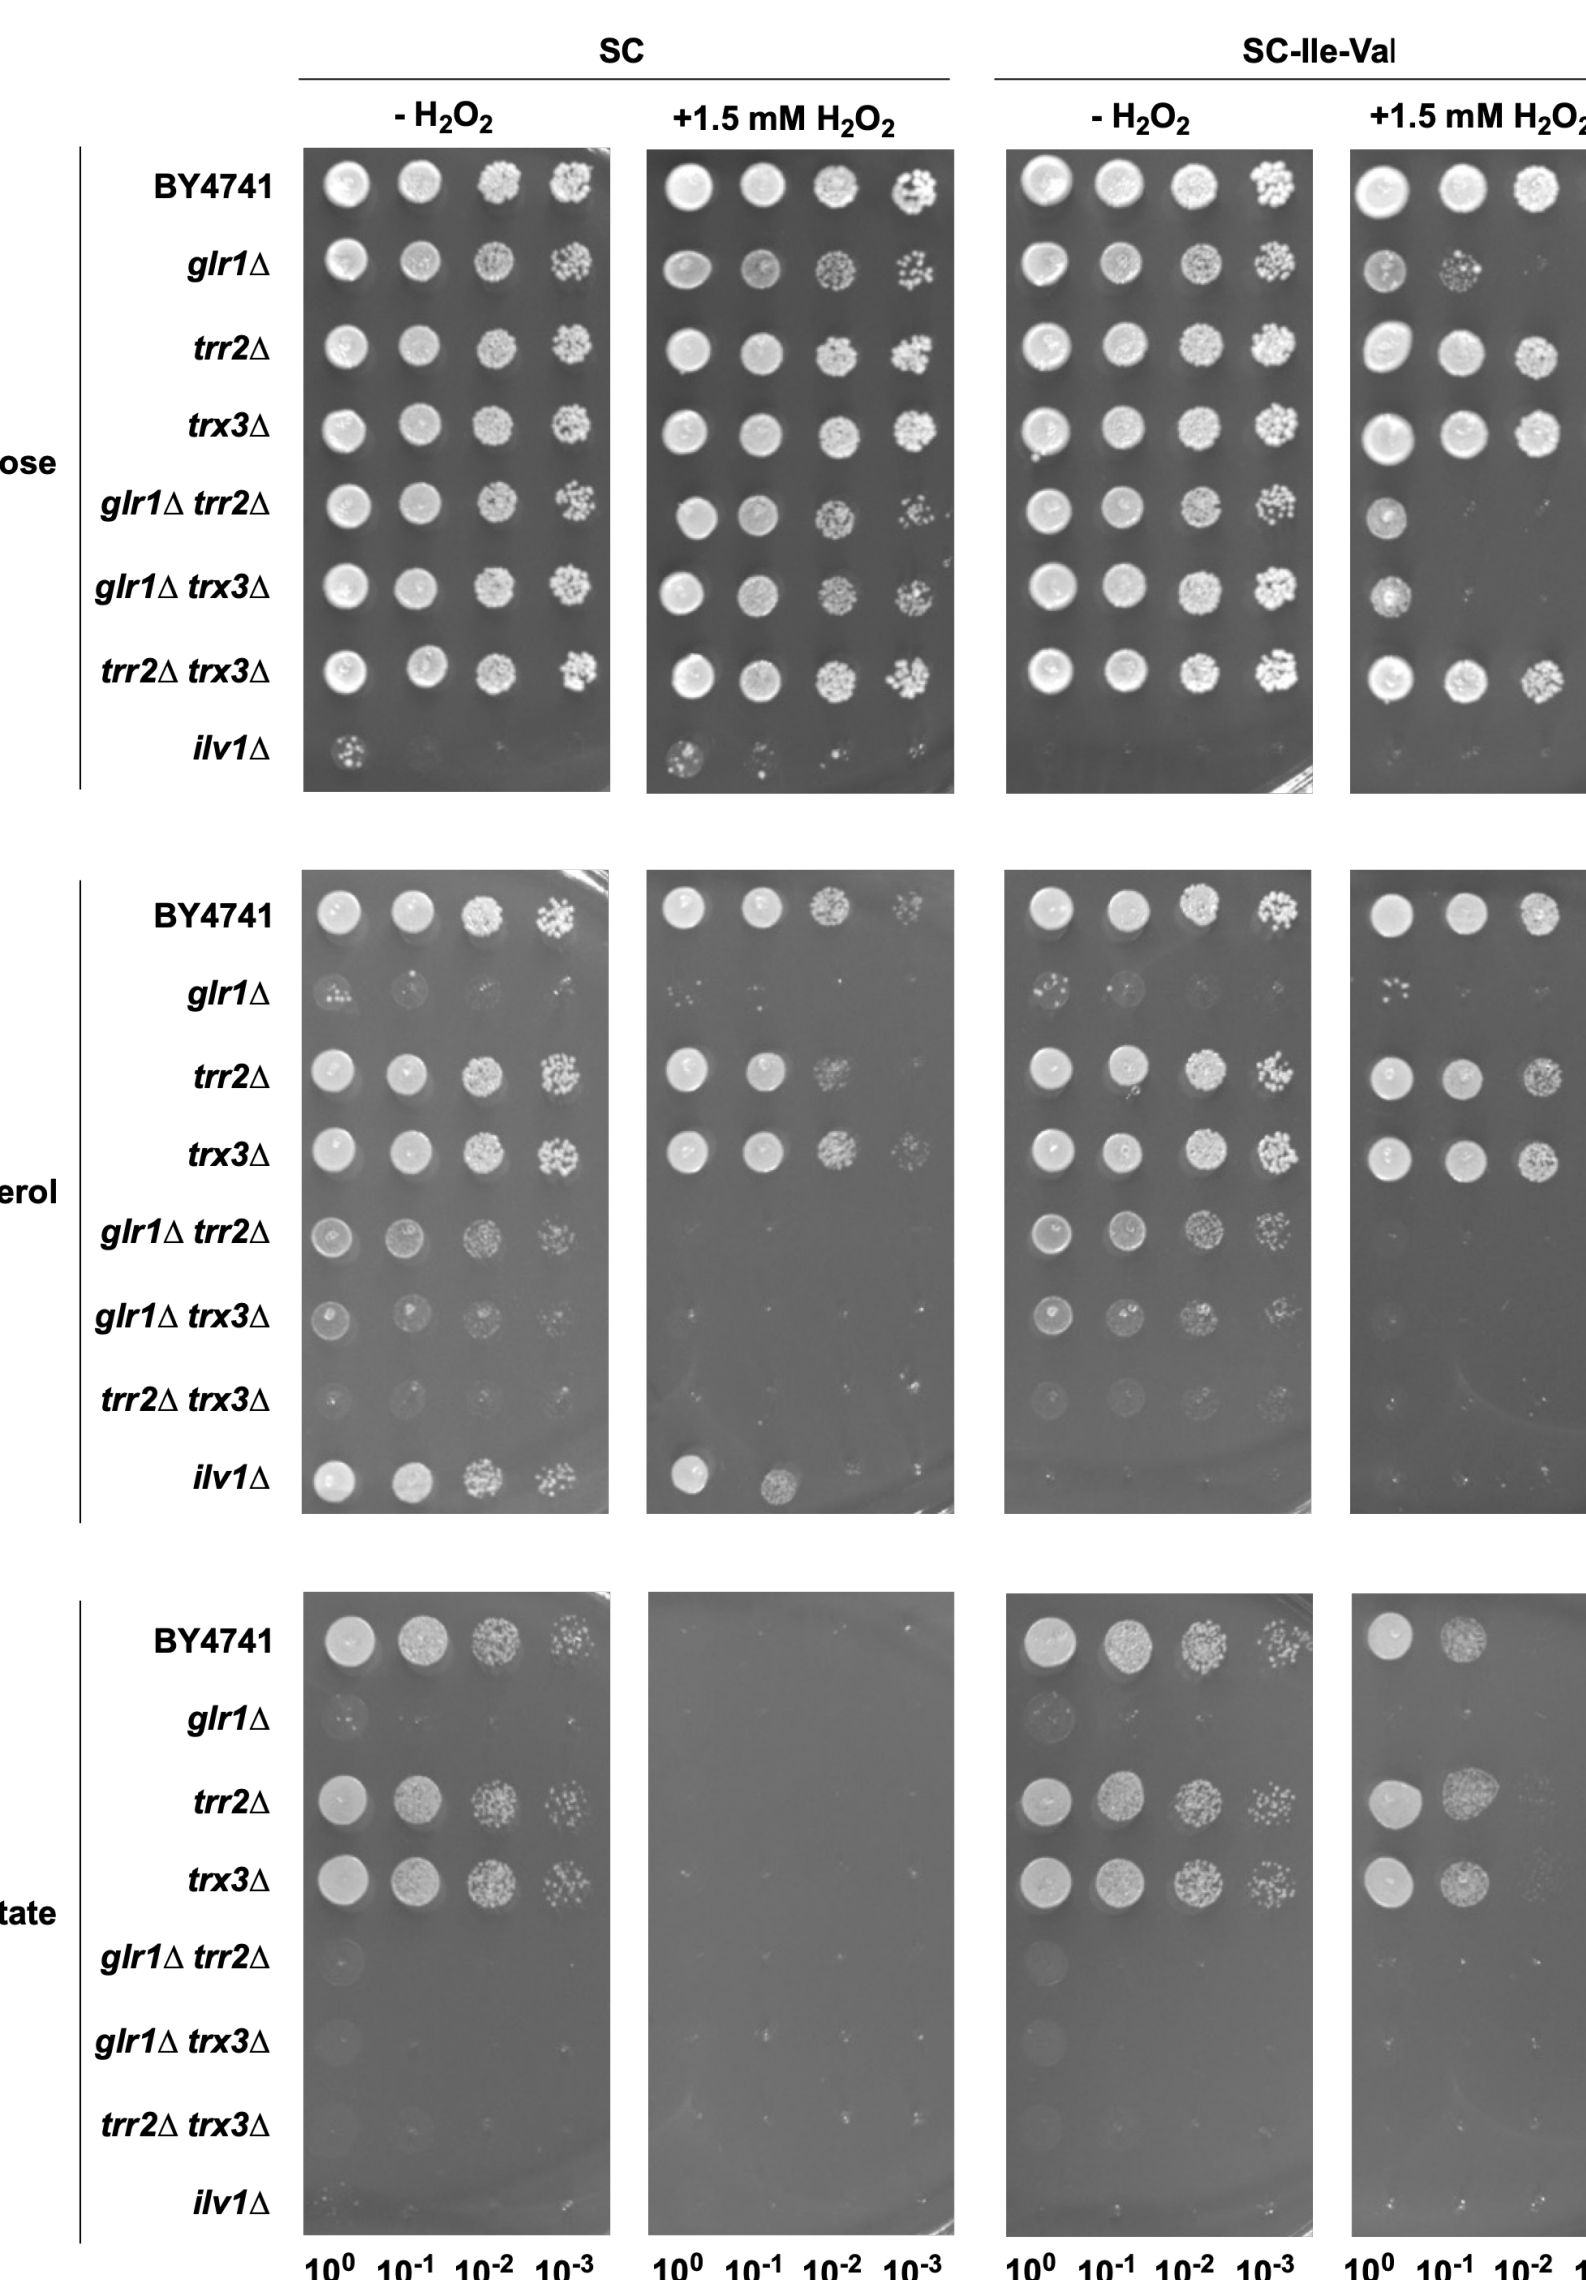 SC SC-Ile-Val
- H₂O₂ +1.5 mM H₂O₂ - H₂O₂ +1.5 mM H₂O₂
BY4741
glr1Δ
trr2Δ
trx3Δ
ose
glr1Δ trr2Δ
glr1Δ trx3Δ
trr2Δ trx3Δ
ilv1Δ
BY4741
glr1Δ
trr2Δ
trx3Δ
erol
glr1Δ trr2Δ
glr1Δ trx3Δ
trr2Δ trx3Δ
ilv1Δ
BY4741
glr1Δ
trr2Δ
trx3Δ
tate
glr1Δ trr2Δ
glr1Δ trx3Δ
trr2Δ trx3Δ
ilv1Δ
10⁰ 10⁻¹ 10⁻² 10⁻³ 10⁰ 10⁻¹ 10⁻² 10⁻³ 10⁰ 10⁻¹ 10⁻² 10⁻³ 10⁰ 10⁻¹ 10⁻²